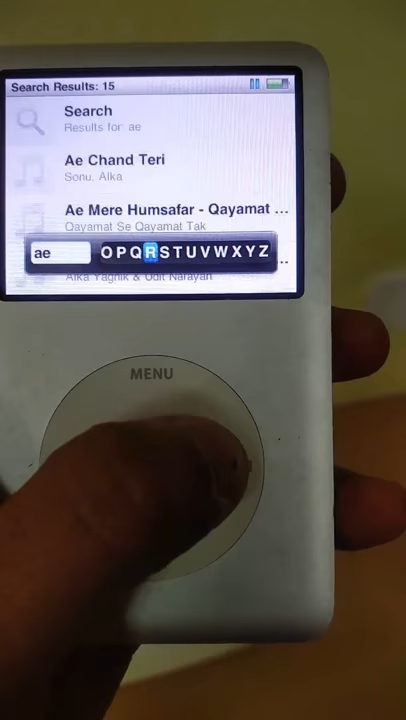 Search Results: 15
Search
Results for: ae
Ae Chand Teri
Sonu, Alka
Ae Mere Humsafar - Qayamat ...
Qayamat Se Qayamat Tak
ae OPQRSTUVWXYZ
...
Alka Yagnik & Udit Narayan
MENU